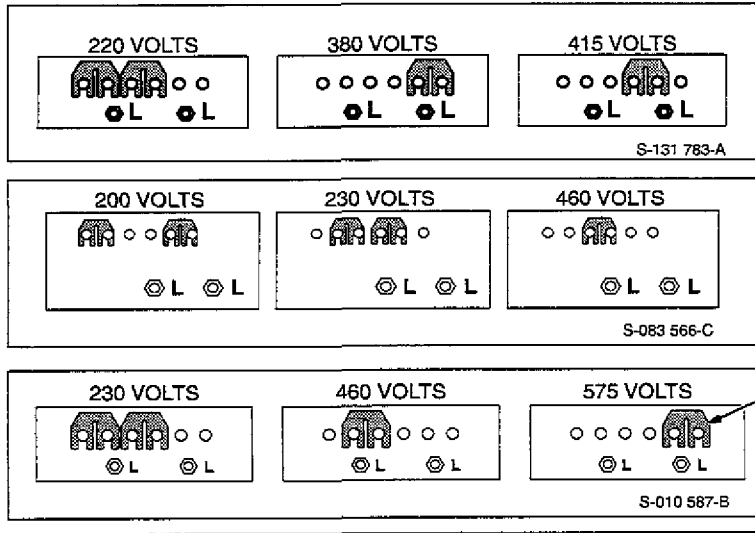 220 VOLTS 380 VOLTS 415 VOLTS
L L L L L L
S-131 783-A
200 VOLTS 230 VOLTS 460 VOLTS
L L L L L L
S-083 566-C
230 VOLTS 460 VOLTS 575 VOLTS
L L L L L L
S-010 587-B